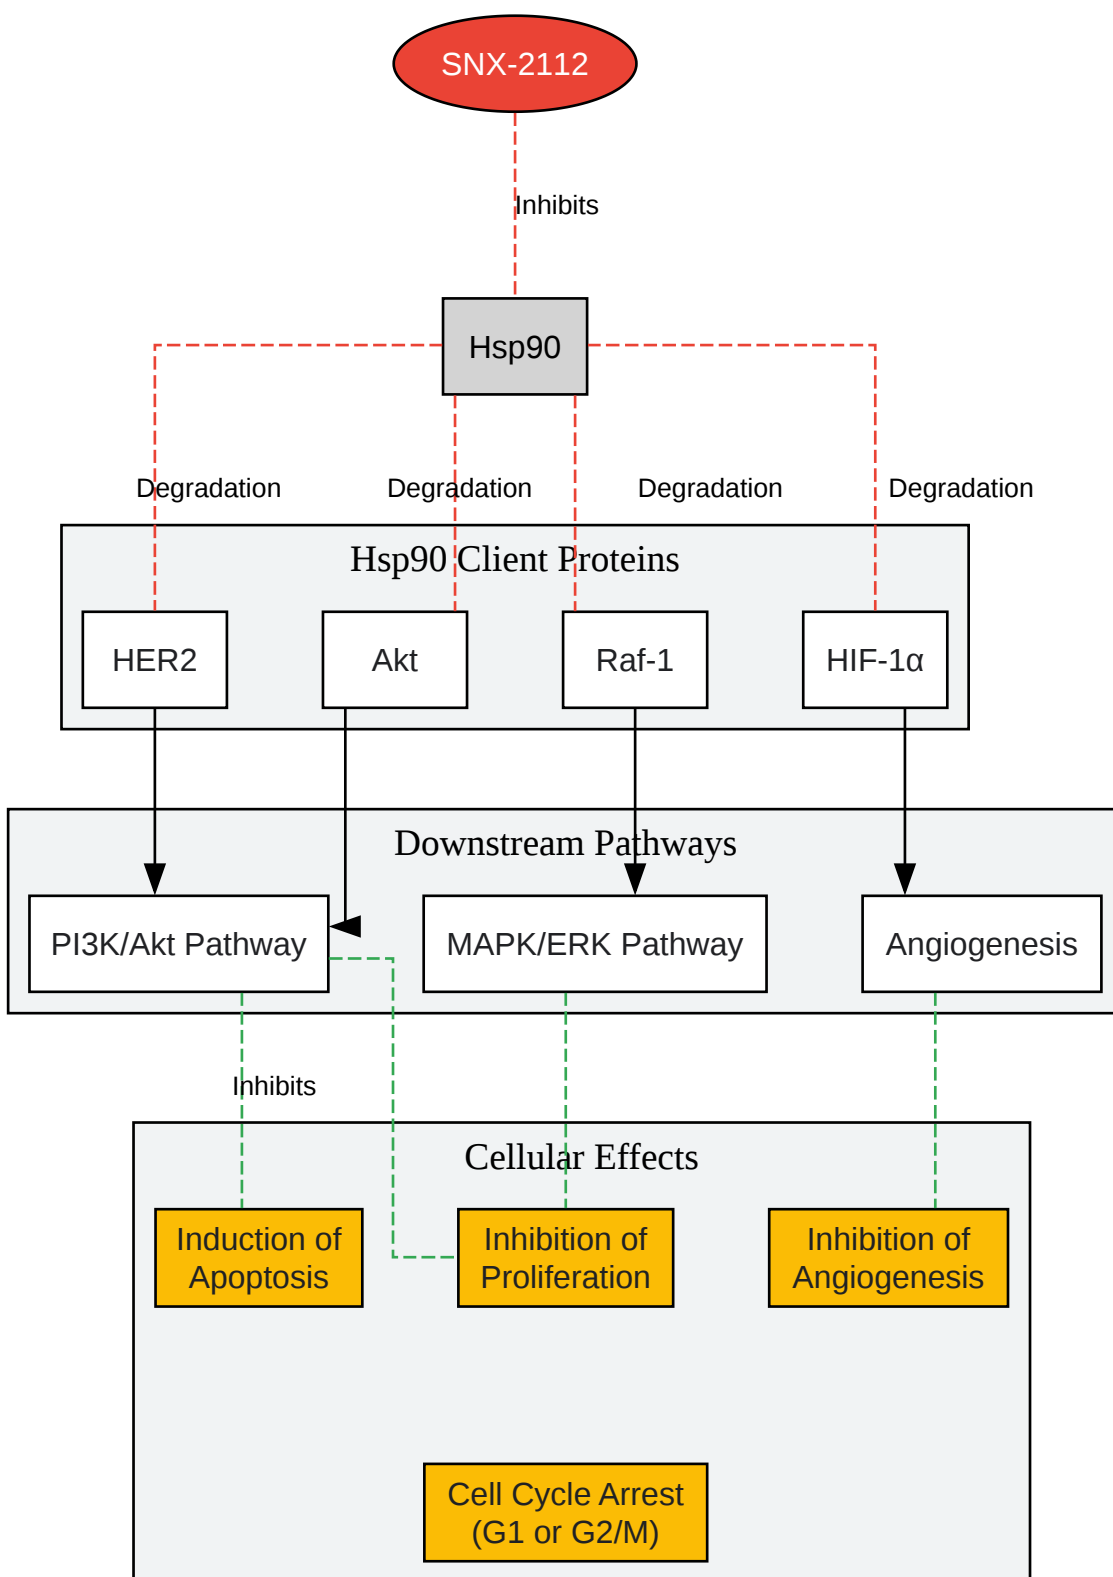 SNX-2112
Inhibits
Hsp90
Degradation
Degradation
Degradation
Degradation
Hsp90 Client Proteins
HER2
Akt
Raf-1
HIF-1α
Downstream Pathways
PI3K/Akt Pathway
MAPK/ERK Pathway
Angiogenesis
Inhibits
Cellular Effects
Induction of
Apoptosis
Inhibition of
Proliferation
Inhibition of
Angiogenesis
Cell Cycle Arrest
(G1 or G2/M)